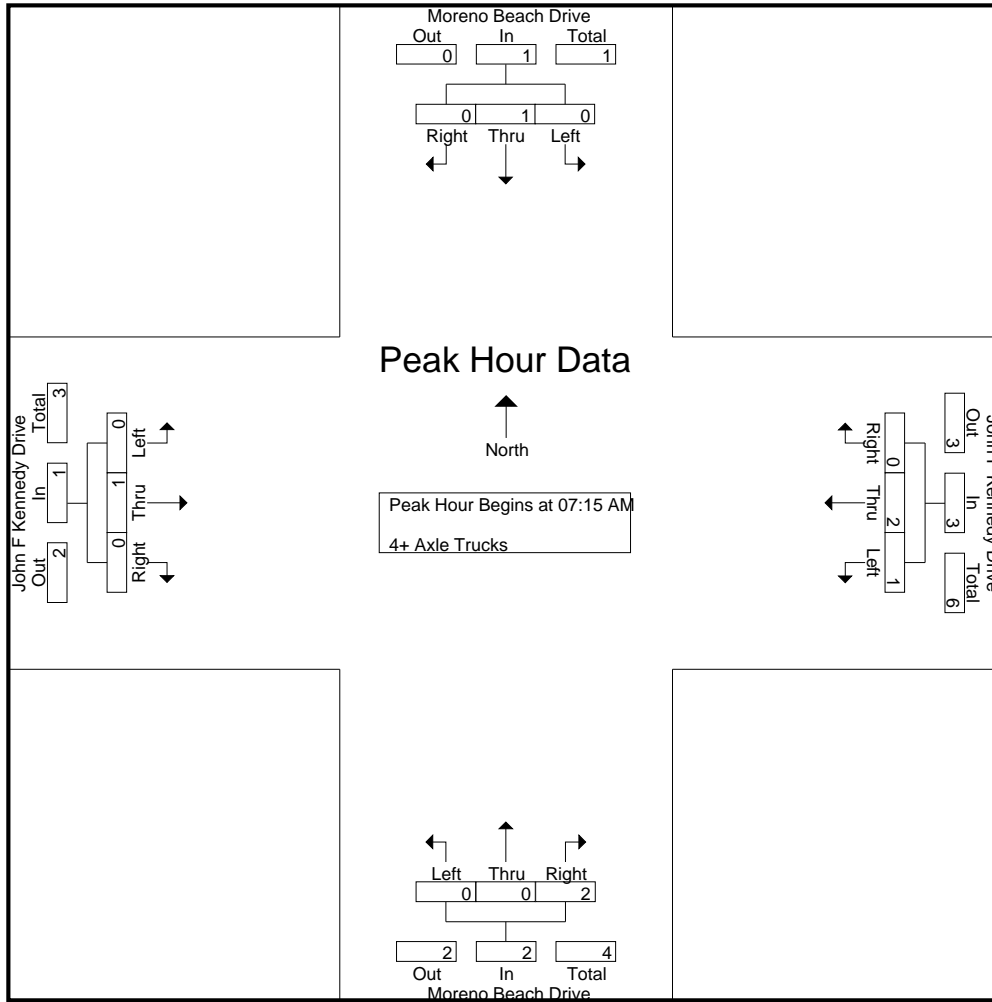 Moreno Beach Drive
Out In Total
0 1 1
0 1 0
Right Thru Left
Peak Hour Data
North
Peak Hour Begins at 07:15 AM
4+ Axle Trucks
John F Kennedy Drive
Total In Out
3 1 2
0 1 0
Left Thru Right
John F Kennedy Drive
Out In Total
3 3 6
0 2 1
Right Thru Left
Left Thru Right
0 0 2
2 2 4
Out In Total
Moreno Beach Drive